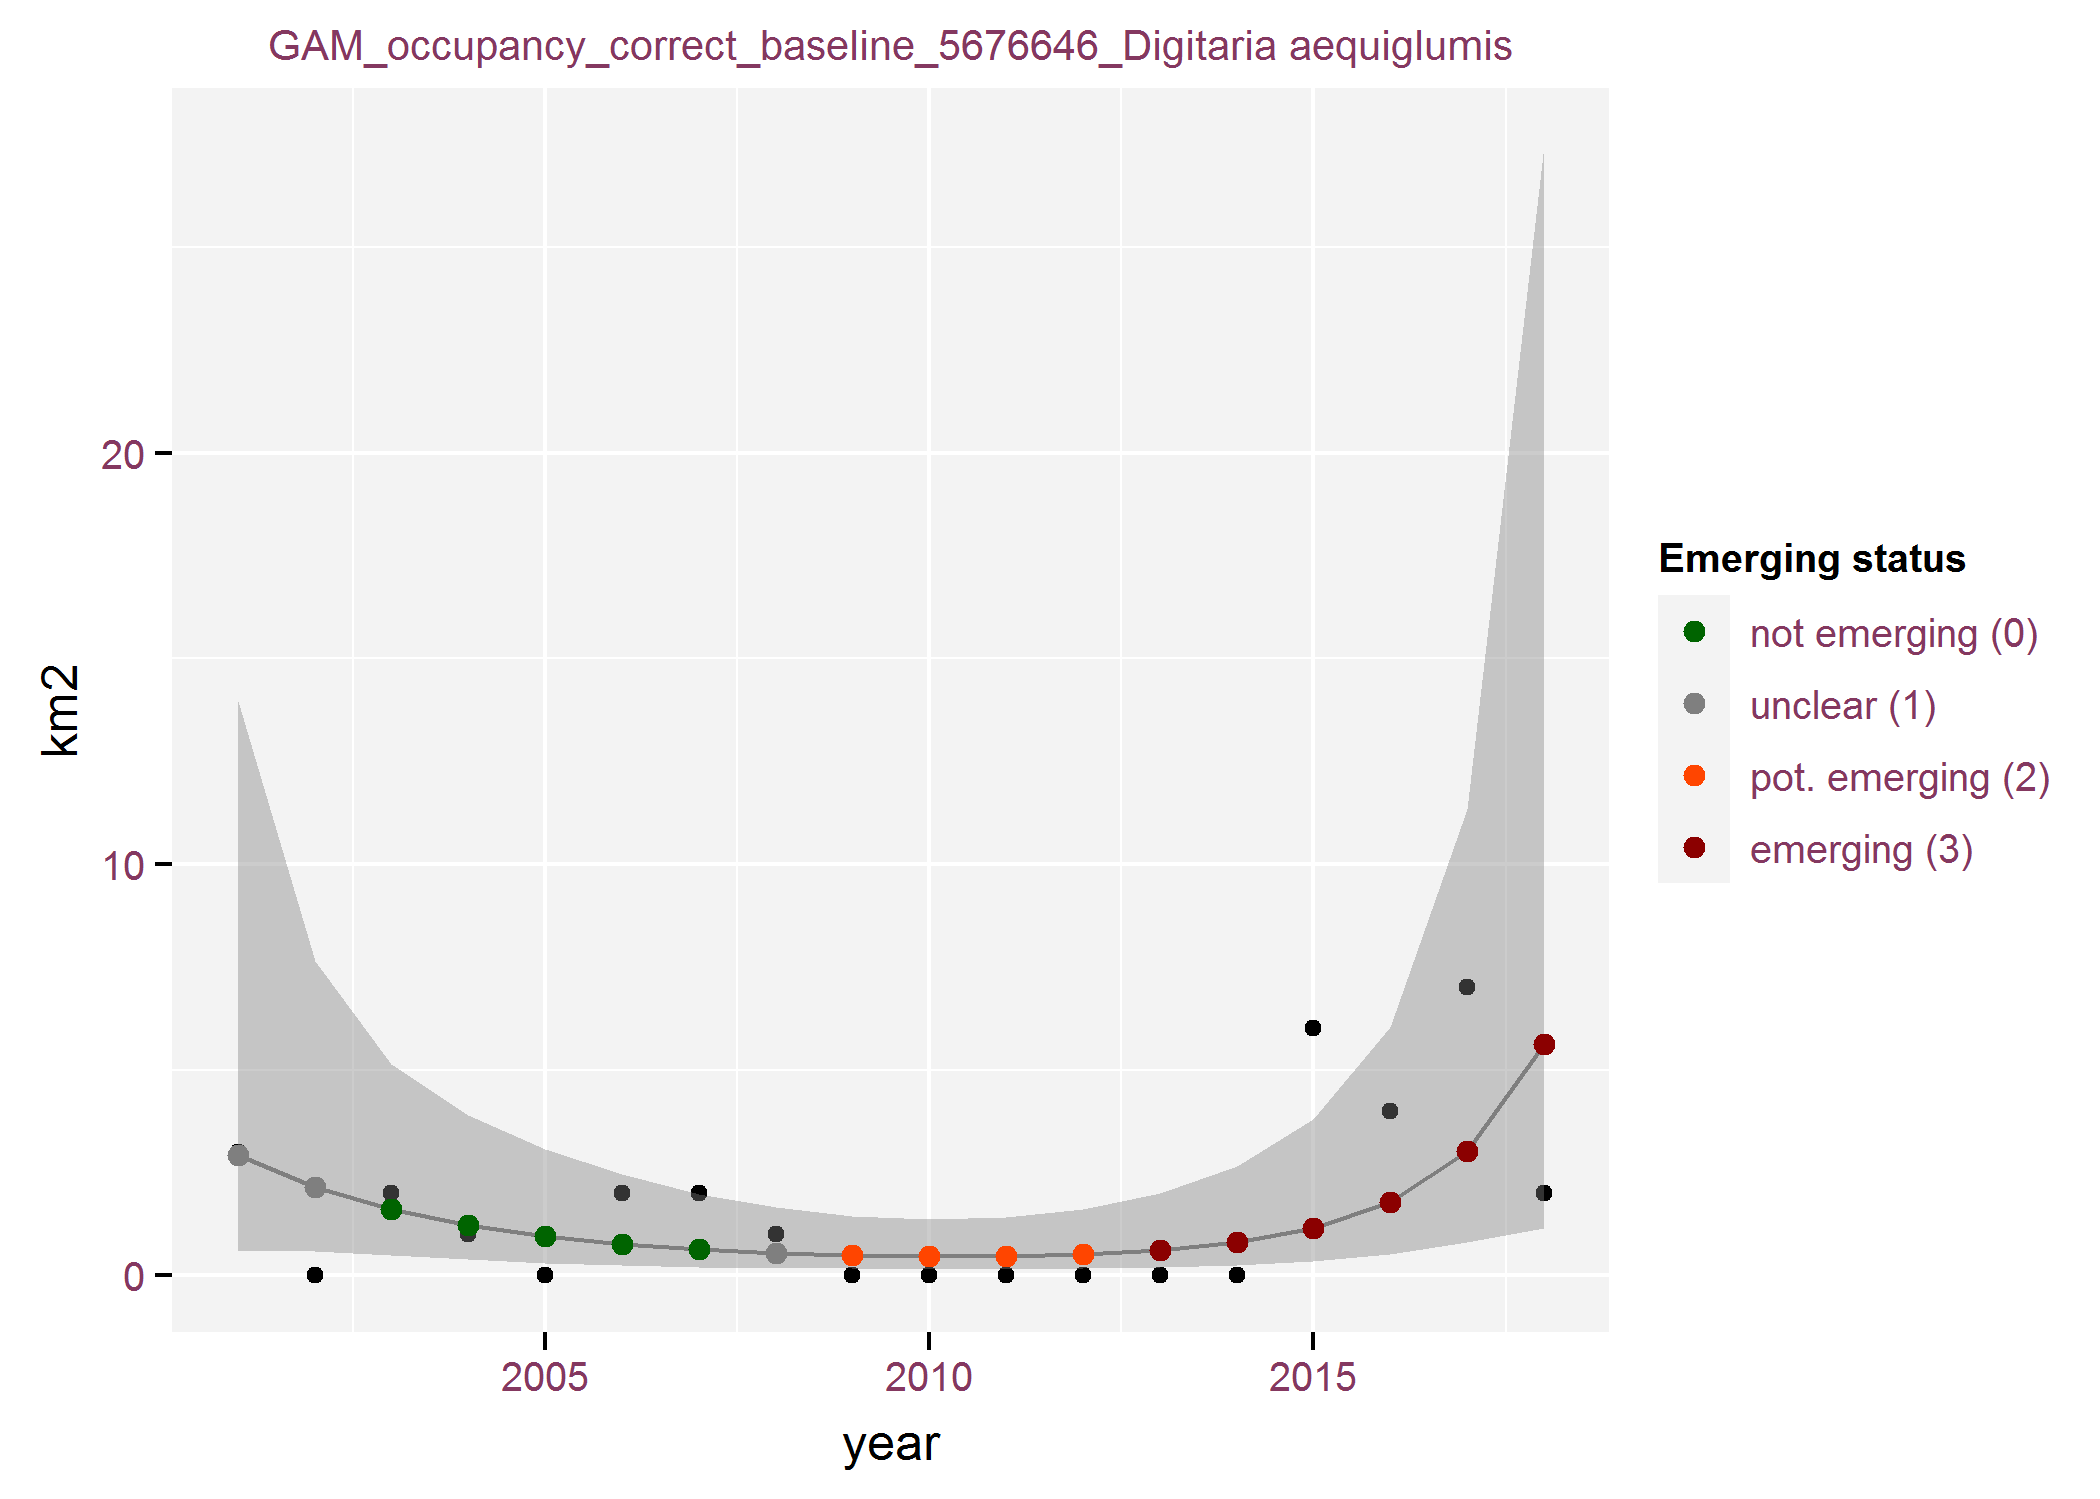 GAM_occupancy_correct_baseline_5676646_Digitaria aequiglumis
km2
20
10
0
2005 2010 2015
year
Emerging status
not emerging (0)
unclear (1)
pot. emerging (2)
emerging (3)